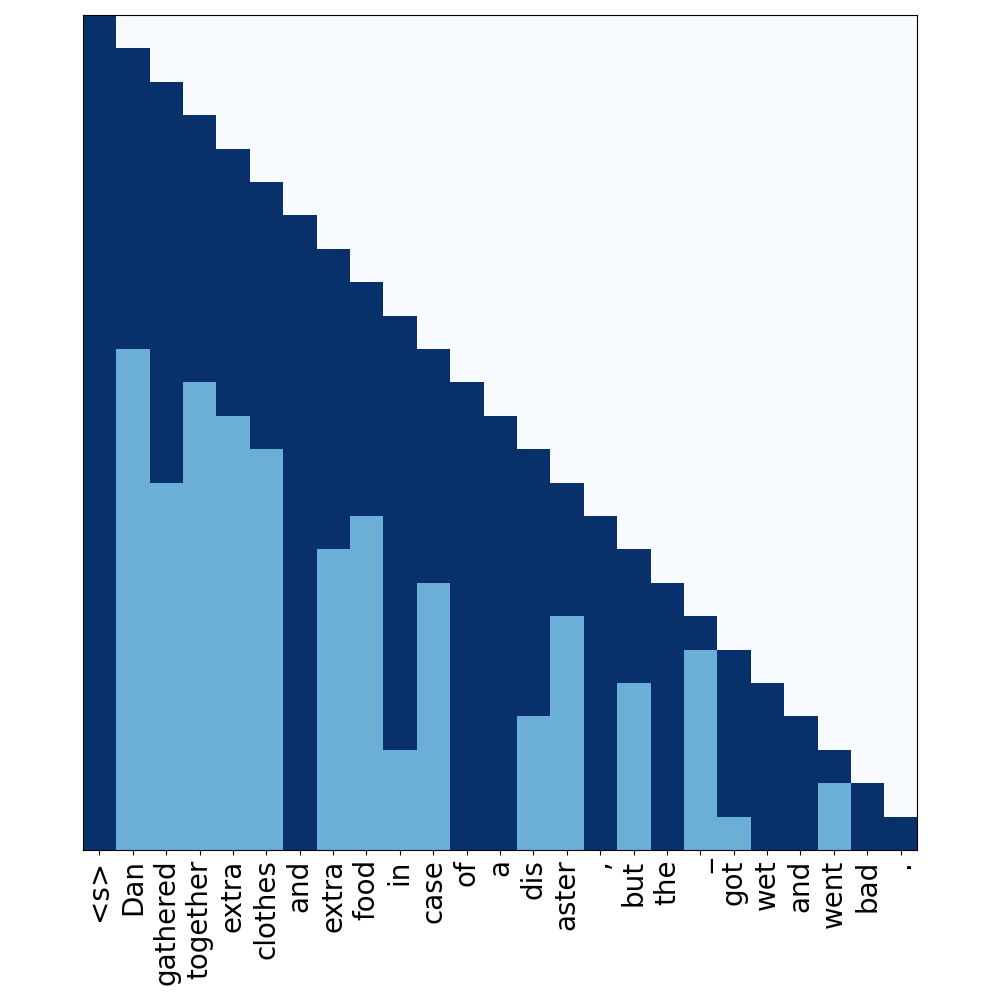 <s> Dan gathered together extra clothes and extra food in case of a dis aster , but the _ got wet and went bad .